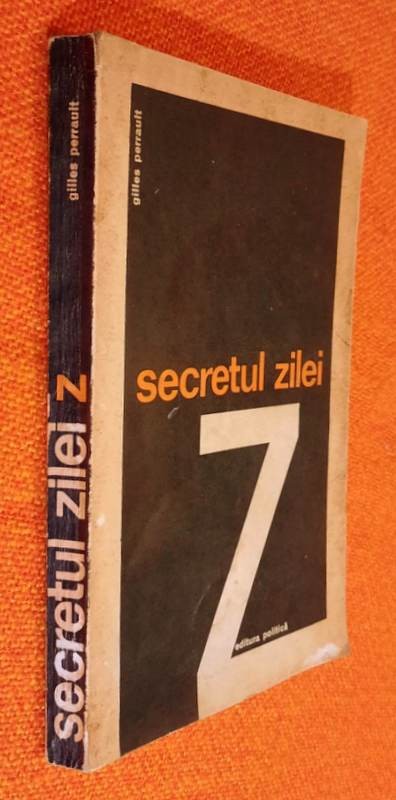 gilles perrault
secretul zilei z
gilles perrault
secretul zilei
Z
editura politică